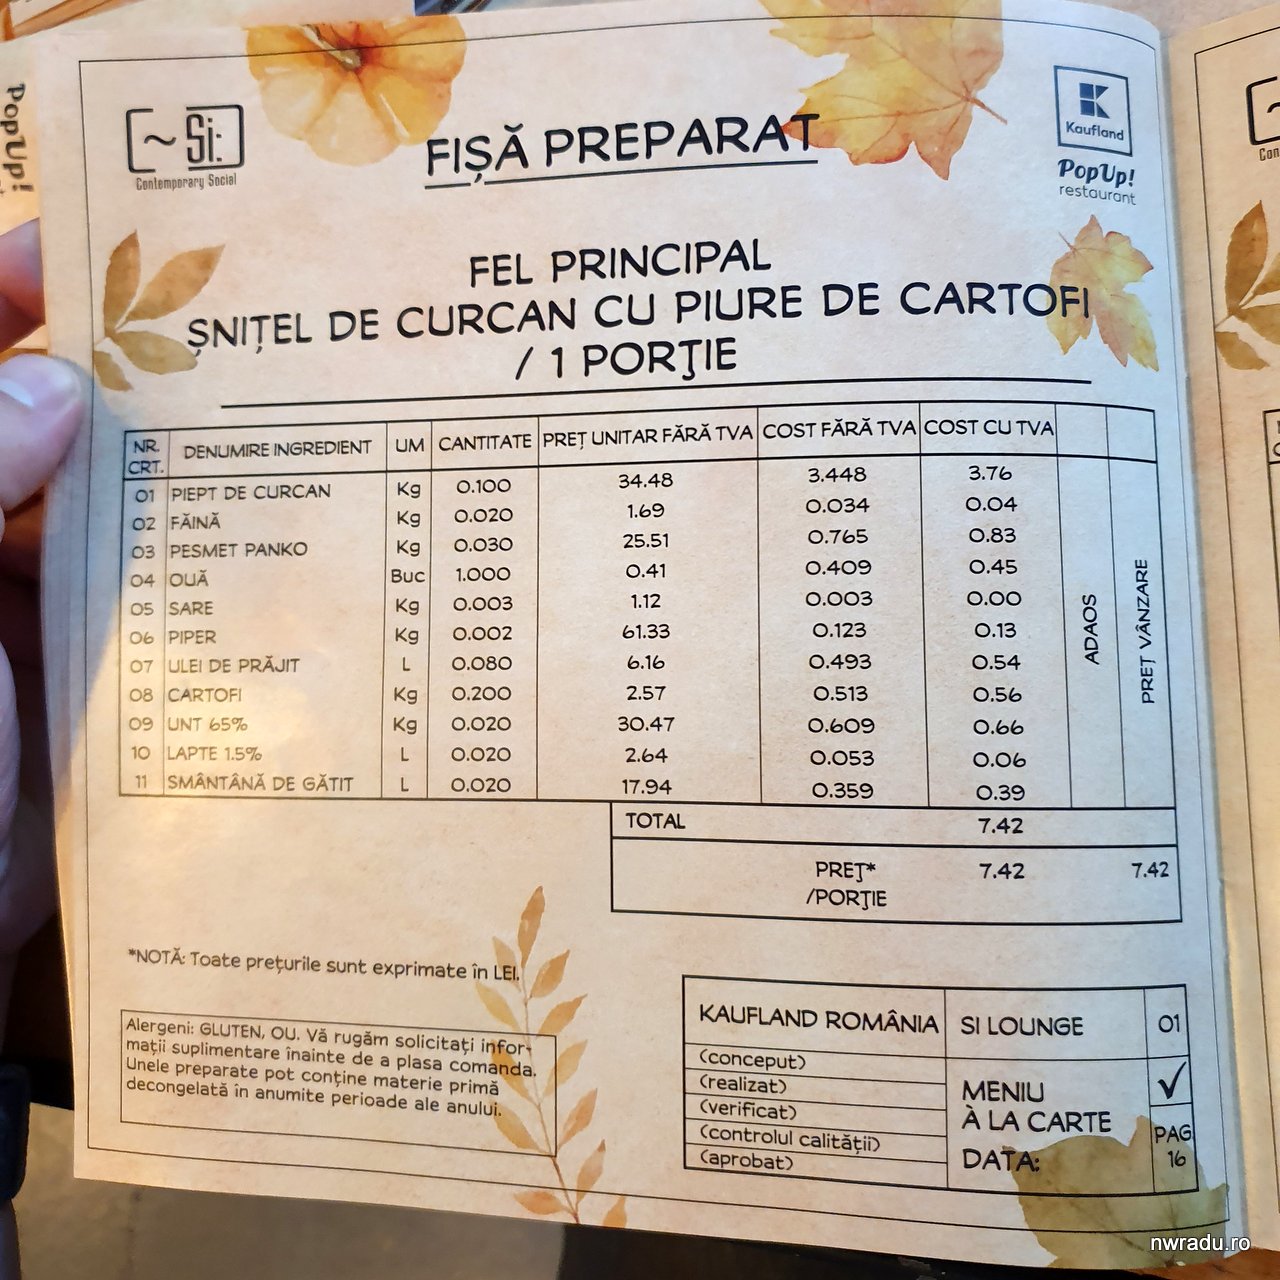 PopUp!
~ Si:
Contemporary Social
FIȘĂ PREPARAT
K
Kaufland
PopUp!
restaurant
FEL PRINCIPAL
ȘNIȚEL DE CURCAN CU PIURE DE CARTOFI
/ 1 PORŢIE
NR. CRT. DENUMIRE INGREDIENT UM CANTITATE PREȚ UNITAR FĂRĂ TVA COST FĂRĂ TVA COST CU TVA
01 PIEPT DE CURCAN Kg 0.100 34.48 3.448 3.76
02 FĂINĂ Kg 0.020 1.69 0.034 0.04
03 PESMET PANKO Kg 0.030 25.51 0.765 0.83
04 OUĂ Buc 1.000 0.41 0.409 0.45
05 SARE Kg 0.003 1.12 0.003 0.00
06 PIPER Kg 0.002 61.33 0.123 0.13
07 ULEI DE PRĂJIT L 0.080 6.16 0.493 0.54
08 CARTOFI Kg 0.200 2.57 0.513 0.56
09 UNT 65% Kg 0.020 30.47 0.609 0.66
10 LAPTE 1.5% L 0.020 2.64 0.053 0.06
11 SMÂNTÂNĂ DE GĂTIT L 0.020 17.94 0.359 0.39
ADAOS
PREȚ VÂNZARE
TOTAL 7.42
PREŢ* 7.42 7.42
/PORŢIE
*NOTĂ: Toate prețurile sunt exprimate în LEI.
Alergeni: GLUTEN, OU. Vă rugăm solicitați infor-
mații suplimentare înainte de a plasa comanda.
Unele preparate pot conține materie primă
decongelată în anumite perioade ale anului.
KAUFLAND ROMÂNIA SI LOUNGE 01
(conceput)
(realizat)
(verificat)
(controlul calității)
(aprobat)
MENIU ✓
À LA CARTE
DATA:
PAG
16
nwradu.ro